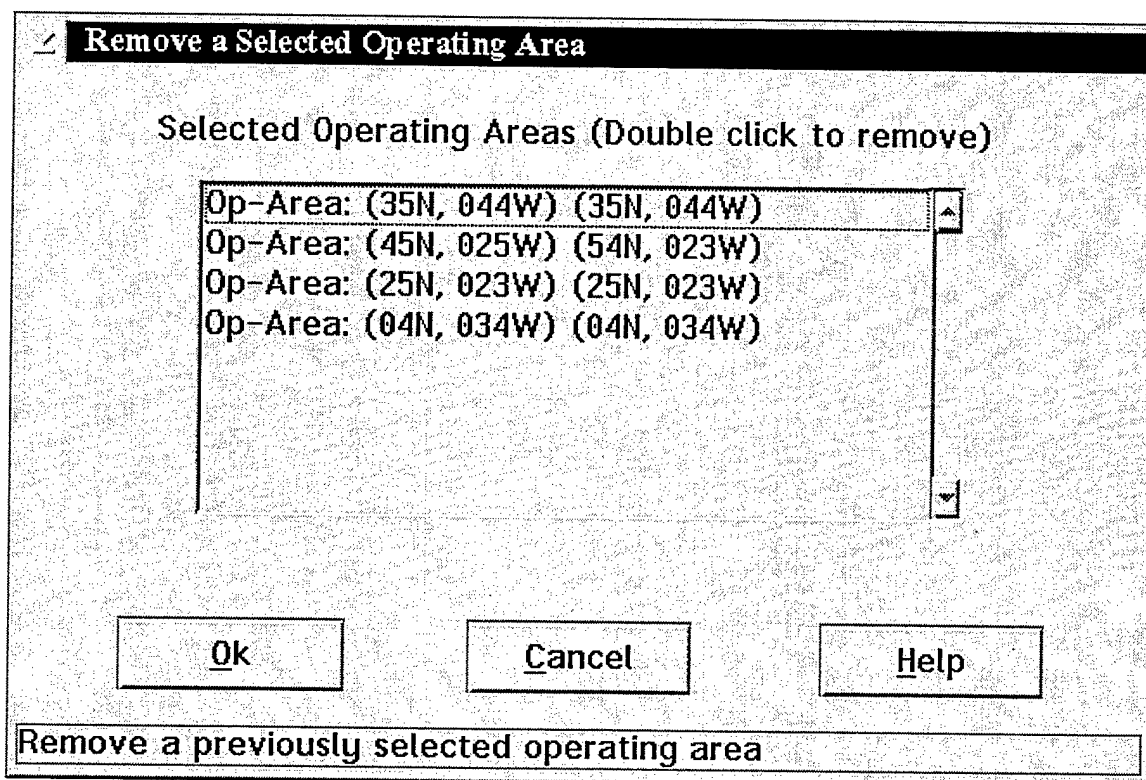 Remove a Selected Operating Area
Selected Operating Areas (Double click to remove)
Op-Area: (35N, 044W) (35N, 044W)
Op-Area: (45N, 025W) (54N, 023W)
Op-Area: (25N, 023W) (25N, 023W)
Op-Area: (04N, 034W) (04N, 034W)
Ok Cancel Help
Remove a previously selected operating area